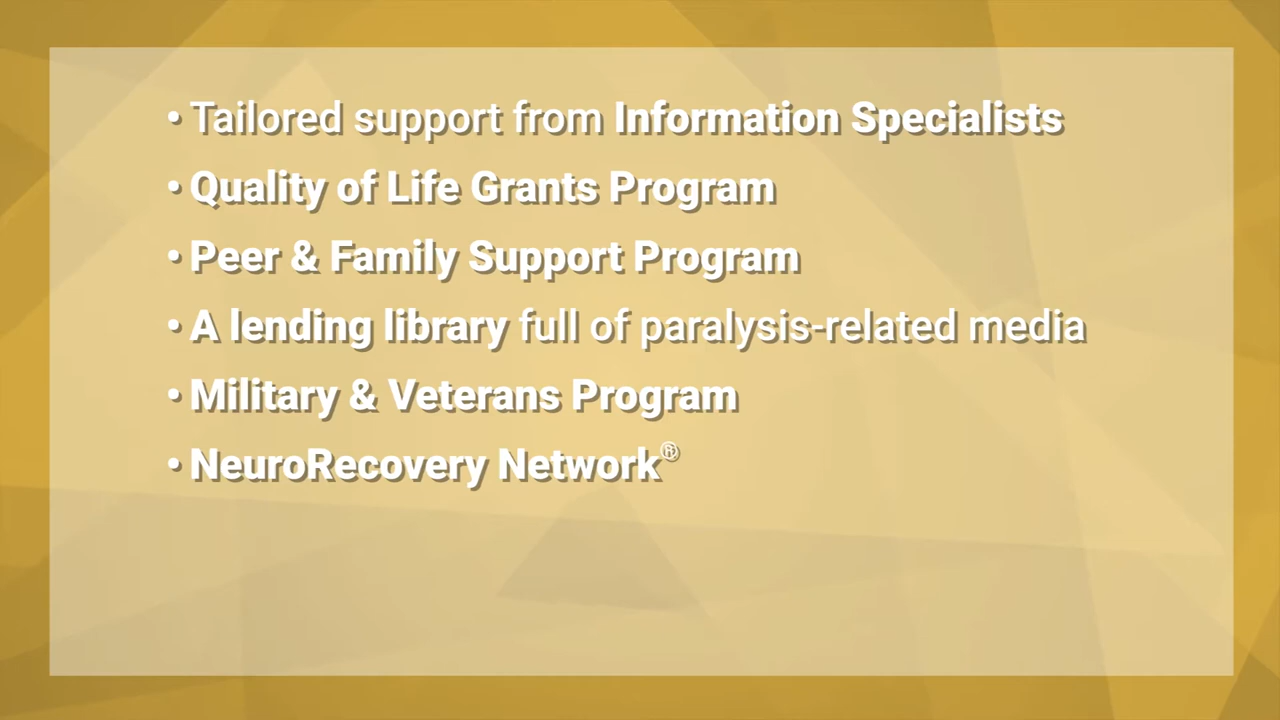 • Tailored support from Information Specialists
• Quality of Life Grants Program
• Peer & Family Support Program
• A lending library full of paralysis-related media
• Military & Veterans Program
• NeuroRecovery Network®